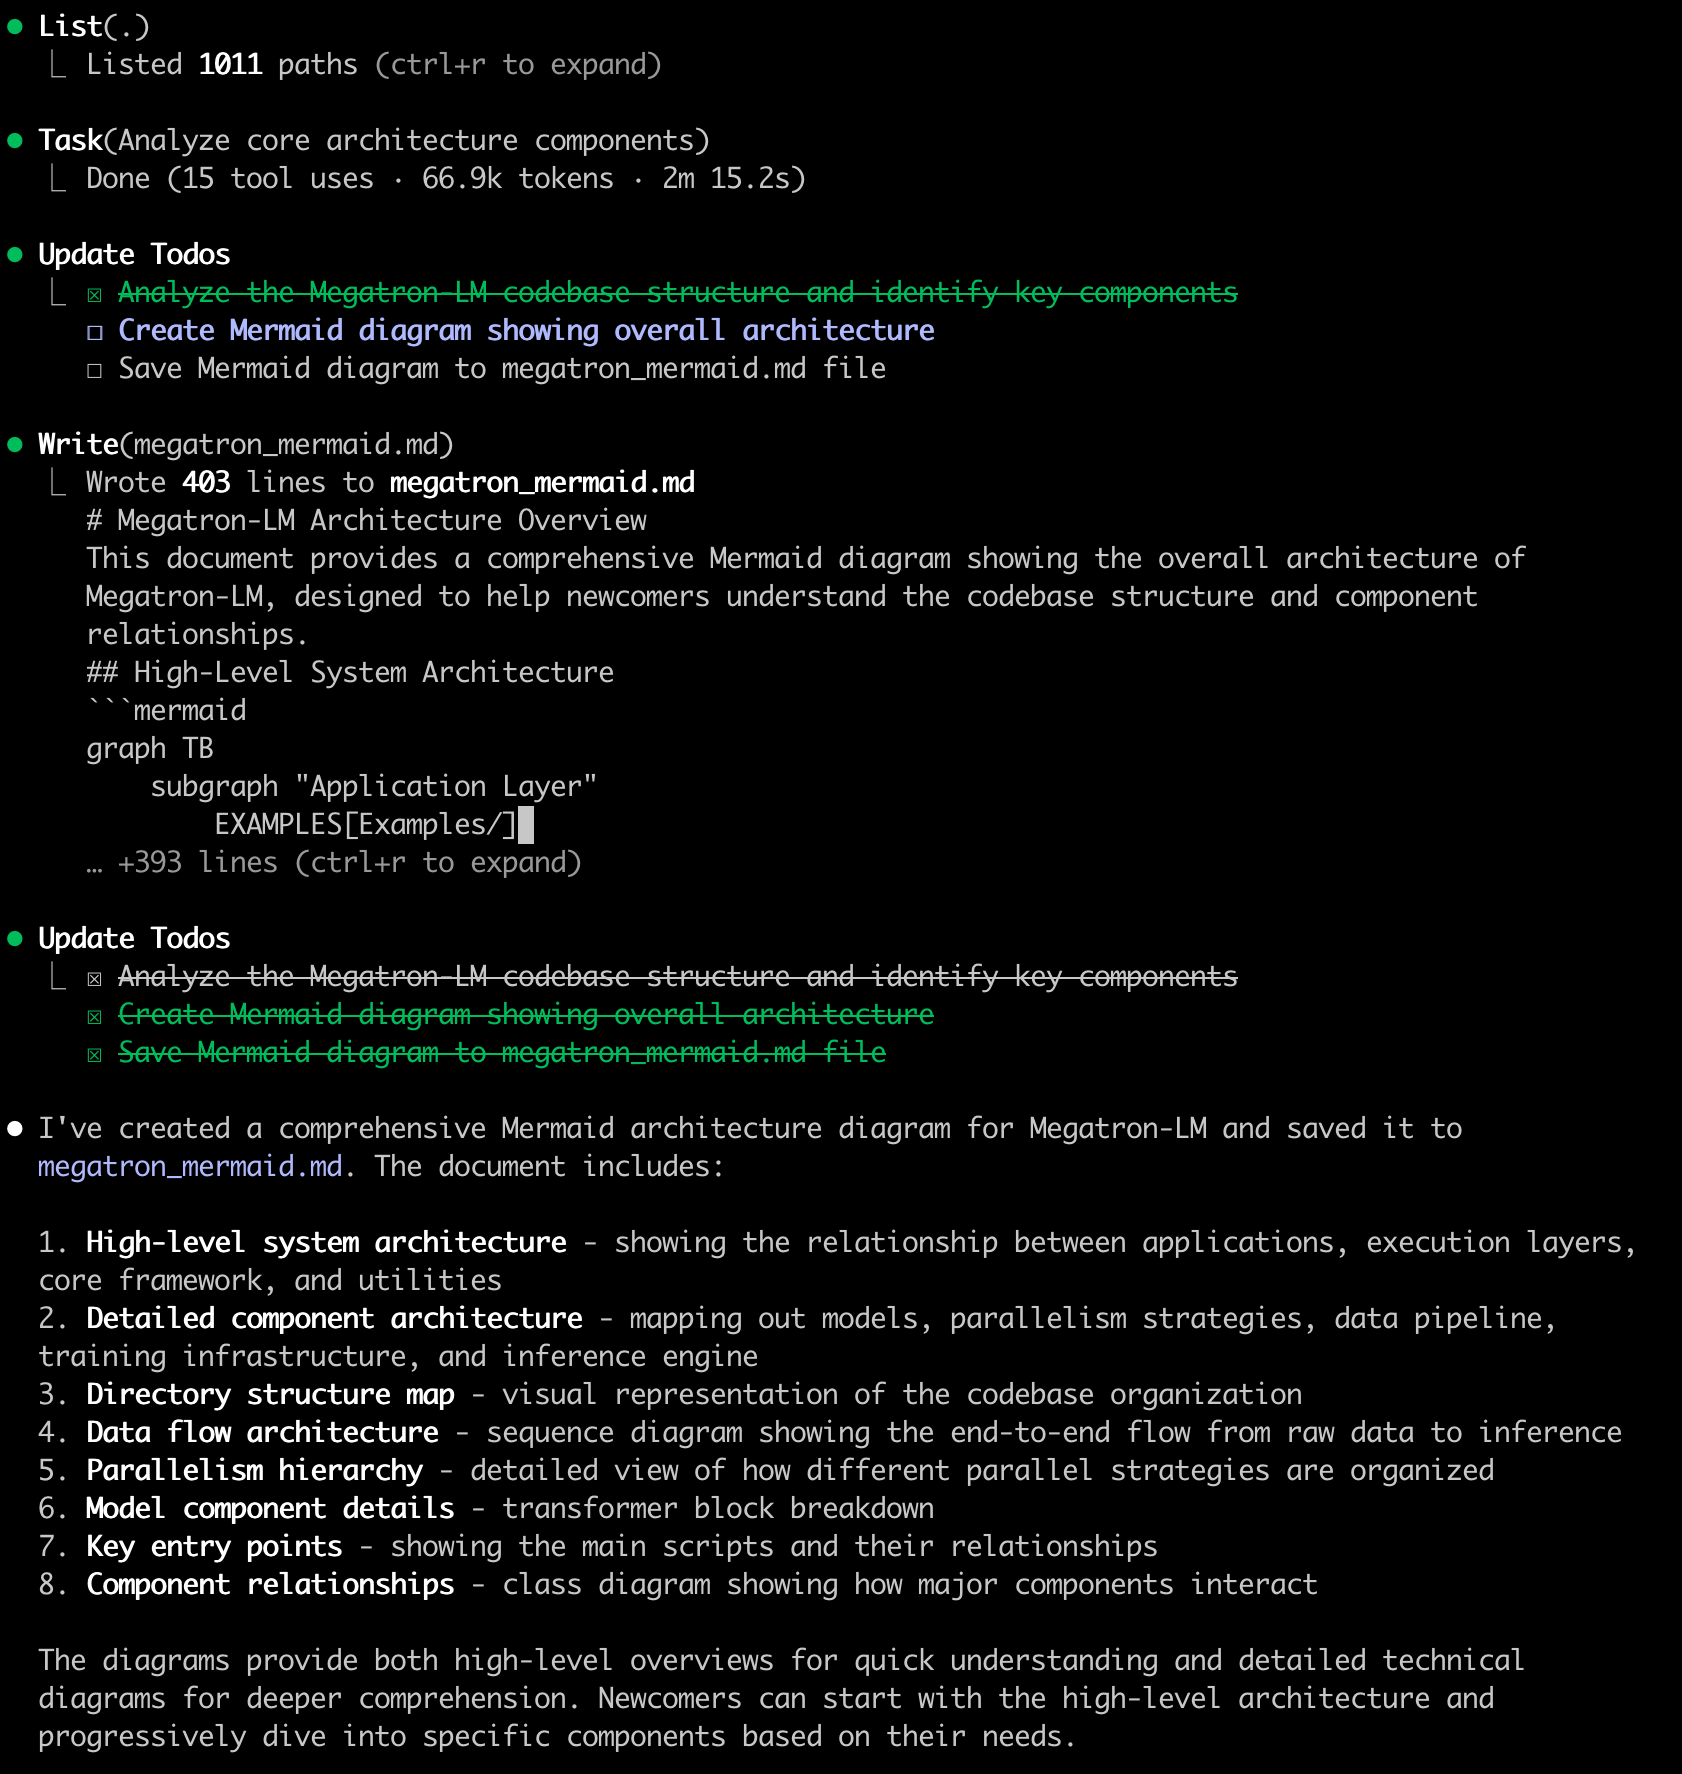 ● List(.)
⎿ Listed 1011 paths (ctrl+r to expand)
● Task(Analyze core architecture components)
⎿ Done (15 tool uses · 66.9k tokens · 2m 15.2s)
● Update Todos
⎿ ☒ Analyze the Megatron-LM codebase structure and identify key components
☐ Create Mermaid diagram showing overall architecture
☐ Save Mermaid diagram to megatron_mermaid.md file
● Write(megatron_mermaid.md)
⎿ Wrote 403 lines to megatron_mermaid.md
# Megatron-LM Architecture Overview
This document provides a comprehensive Mermaid diagram showing the overall architecture of
Megatron-LM, designed to help newcomers understand the codebase structure and component
relationships.
## High-Level System Architecture
```mermaid
graph TB
subgraph "Application Layer"
EXAMPLES[Examples/]
… +393 lines (ctrl+r to expand)
● Update Todos
⎿ ☒ Analyze the Megatron-LM codebase structure and identify key components
☒ Create Mermaid diagram showing overall architecture
☒ Save Mermaid diagram to megatron_mermaid.md file
● I've created a comprehensive Mermaid architecture diagram for Megatron-LM and saved it to
megatron_mermaid.md. The document includes:
1. High-level system architecture - showing the relationship between applications, execution layers,
core framework, and utilities
2. Detailed component architecture - mapping out models, parallelism strategies, data pipeline,
training infrastructure, and inference engine
3. Directory structure map - visual representation of the codebase organization
4. Data flow architecture - sequence diagram showing the end-to-end flow from raw data to inference
5. Parallelism hierarchy - detailed view of how different parallel strategies are organized
6. Model component details - transformer block breakdown
7. Key entry points - showing the main scripts and their relationships
8. Component relationships - class diagram showing how major components interact
The diagrams provide both high-level overviews for quick understanding and detailed technical
diagrams for deeper comprehension. Newcomers can start with the high-level architecture and
progressively dive into specific components based on their needs.